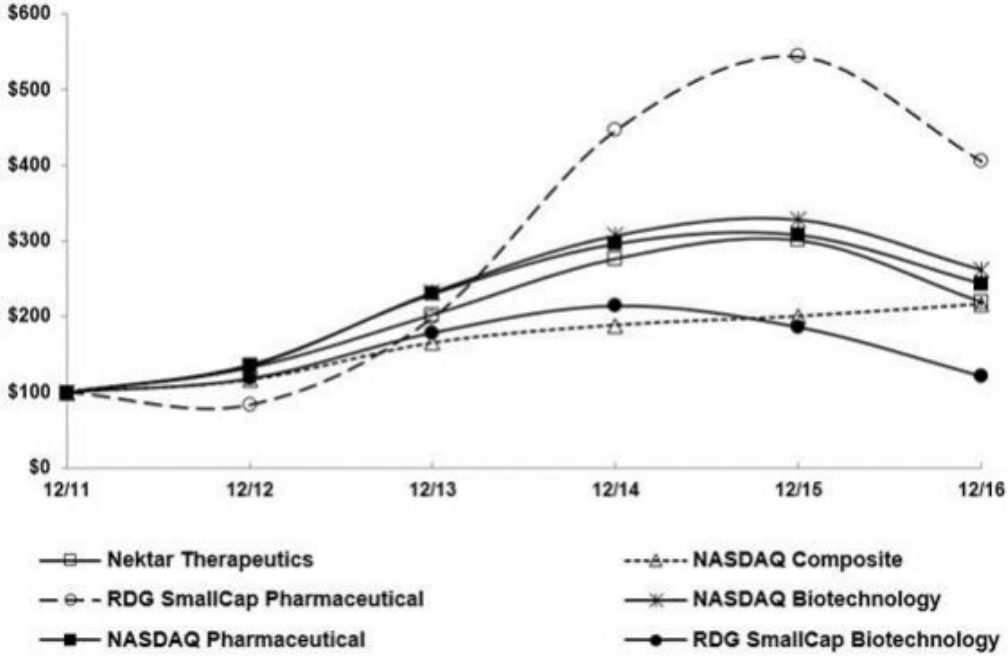 $600
$500
$400
$300
$200
$100
$0
12/11 12/12 12/13 12/14 12/15 12/16
Nektar Therapeutics NASDAQ Composite
RDG SmallCap Pharmaceutical NASDAQ Biotechnology
NASDAQ Pharmaceutical RDG SmallCap Biotechnology